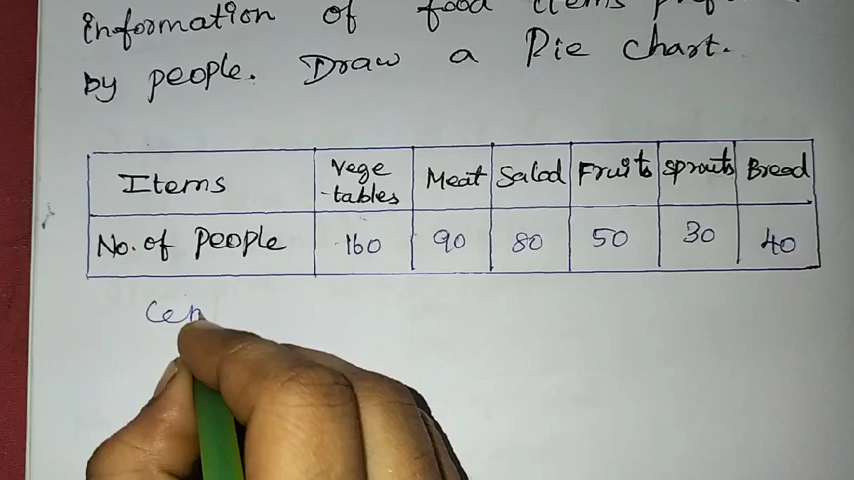 information of food items
by people. Draw a Pie chart.
Items Vege-tables Meat Salad Fruits Sprouts Bread
No. of people 160 90 80 50 30 40
Cen